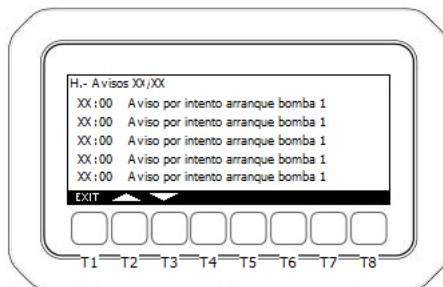 H.- Avisos XX/XX
XX:00 Aviso por intento arranque bomba 1
XX:00 Aviso por intento arranque bomba 1
XX:00 Aviso por intento arranque bomba 1
XX:00 Aviso por intento arranque bomba 1
XX:00 Aviso por intento arranque bomba 1
EXIT
T1 T2 T3 T4 T5 T6 T7 T8